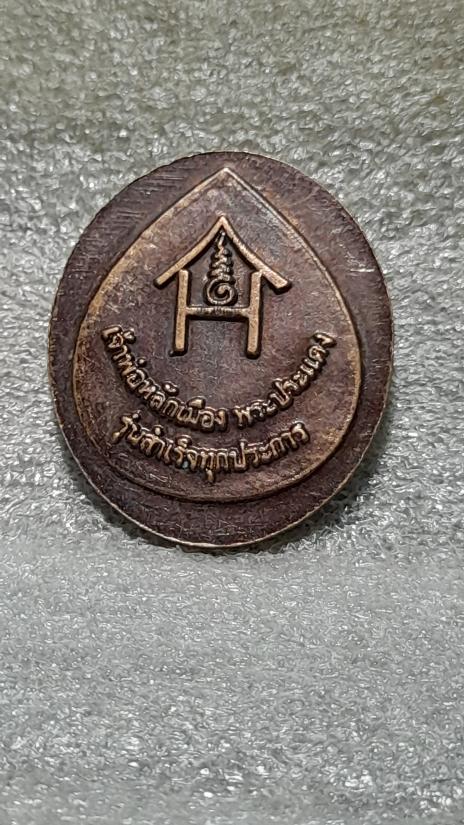 เจ้าพ่อหลักเมือง พระประแดง
รุ่นสำเร็จทุกประการ